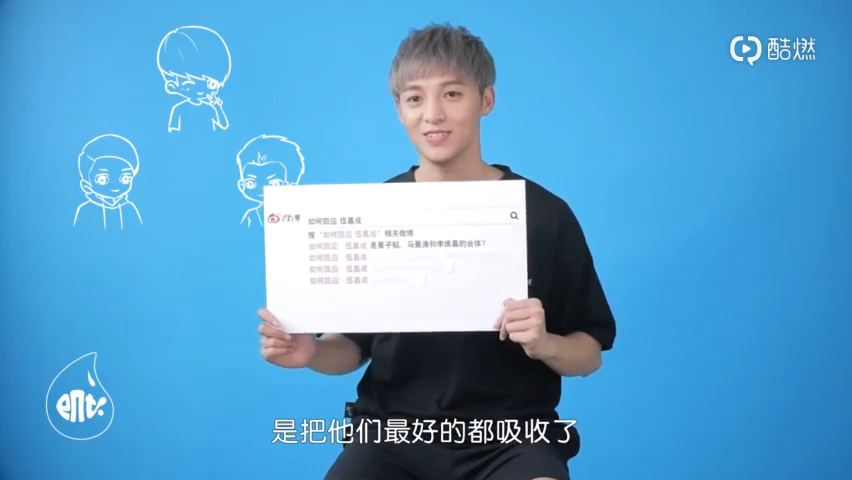 酷燃
微博
如何回应 伍嘉成
搜“如何回应 伍嘉成”相关微博
如何回应 伍嘉成 是黄子韬、马景涛和李维嘉的合体？
如何回应 伍嘉成
如何回应 伍嘉成
如何回应 伍嘉成
ent
是把他们最好的都吸收了